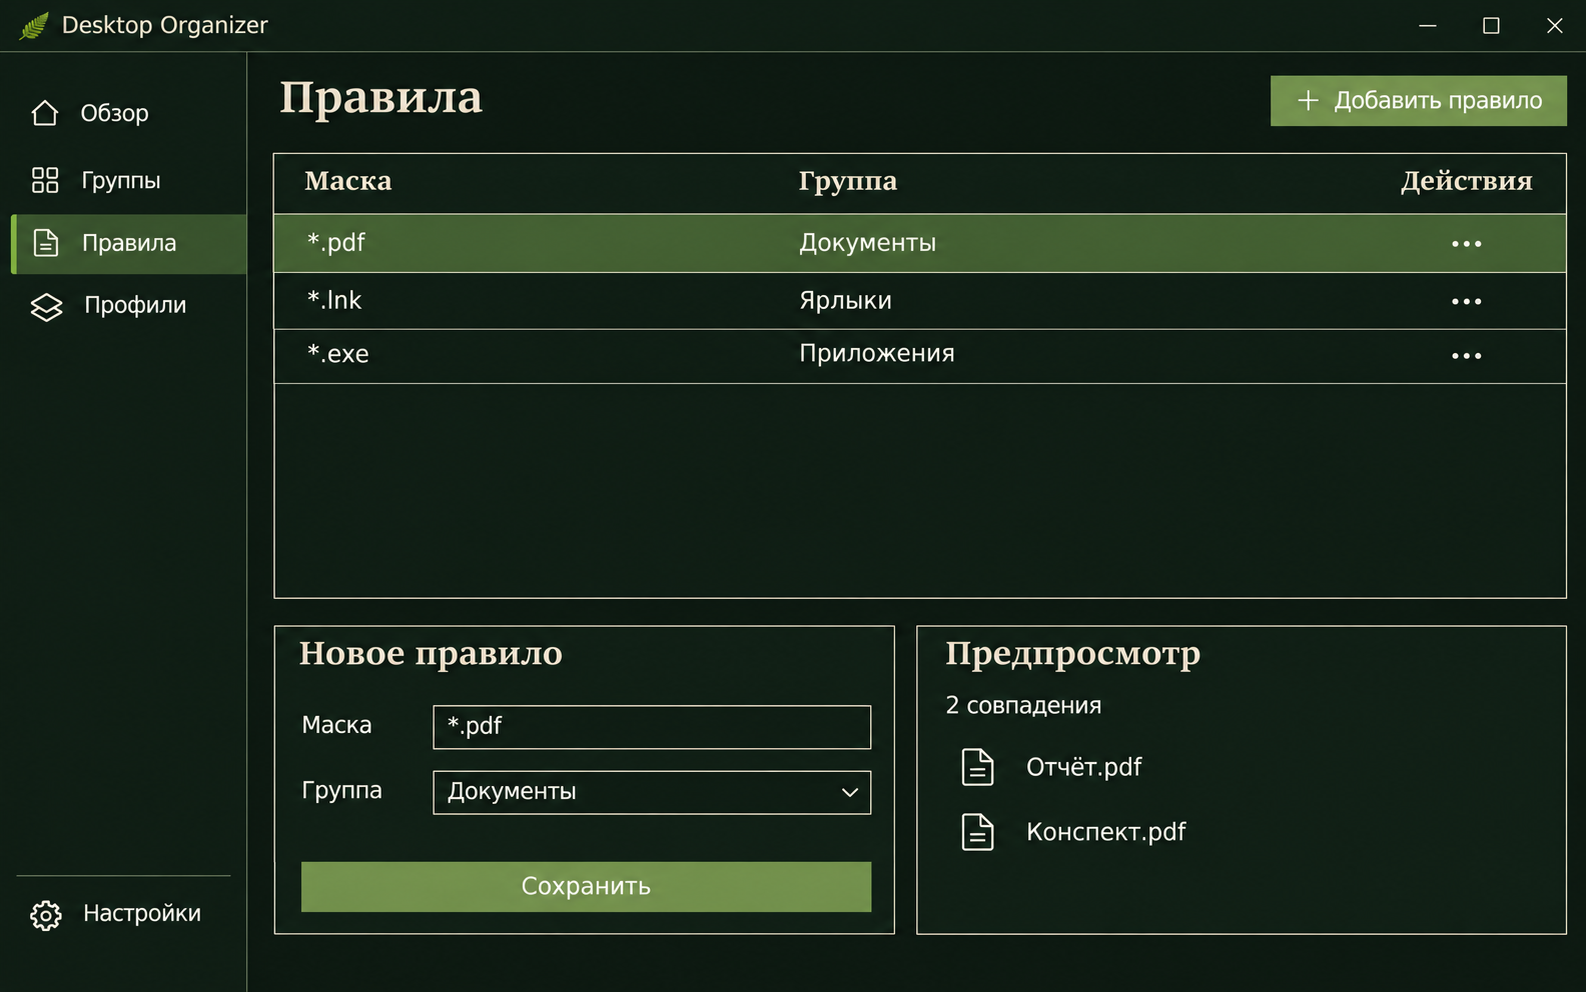 Desktop Organizer
Обзор
Группы
Правила
Профили
Настройки
Правила
Добавить правило
Маска Группа Действия
*.pdf Документы
*.lnk Ярлыки
*.exe Приложения
Новое правило
Маска *.pdf
Группа Документы
Сохранить
Предпросмотр
2 совпадения
Отчёт.pdf
Конспект.pdf